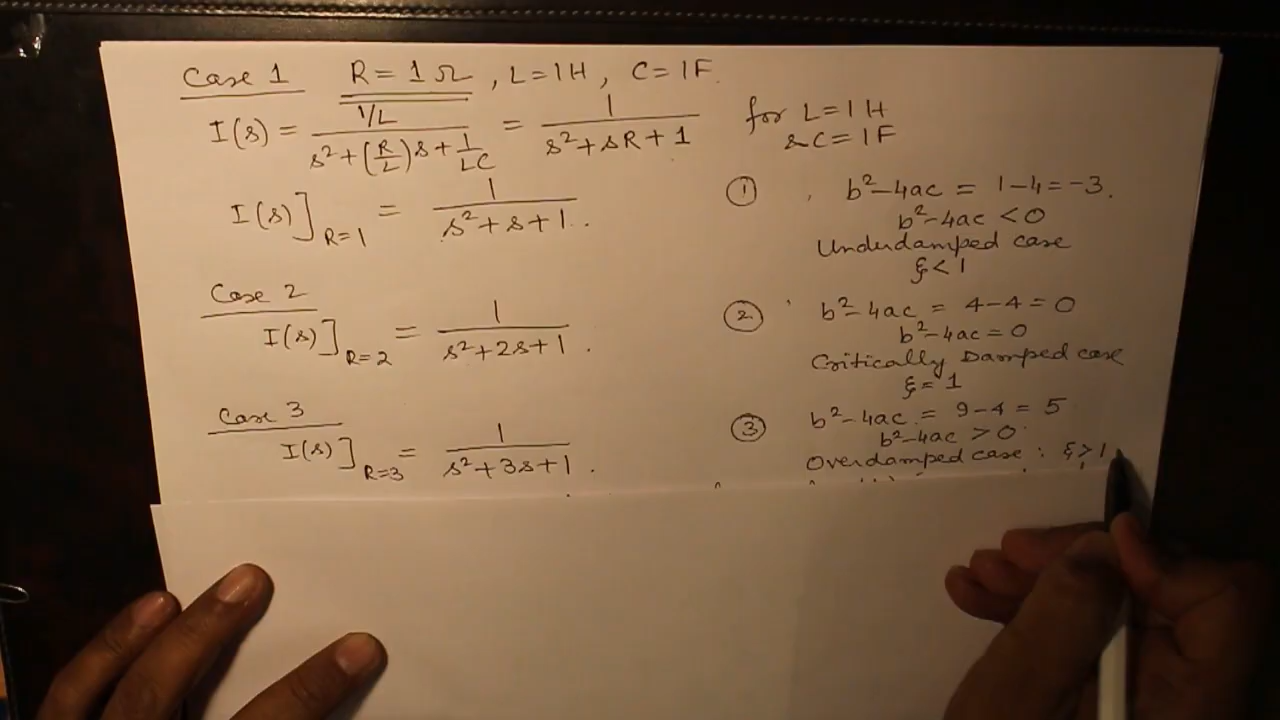 Case 1 R = 1 Ω , L = 1 H , C = 1 F.
I(s) = (1/L) / (s² + (R/L)s + 1/LC) = 1 / (s² + sR + 1) for L = 1 H
& C = 1 F
I(s)]R=1 = 1 / (s² + s + 1)
① b²-4ac = 1-4 = -3.
b²-4ac < 0
Underdamped case
ξ < 1
Case 2
I(s)]R=2 = 1 / (s² + 2s + 1).
② b²-4ac = 4-4 = 0
b²-4ac = 0
Critically Damped case
ξ = 1
Case 3
I(s)]R=3 = 1 / (s² + 3s + 1).
③ b²-4ac = 9-4 = 5
b²-4ac > 0
Overdamped case : ξ > 1